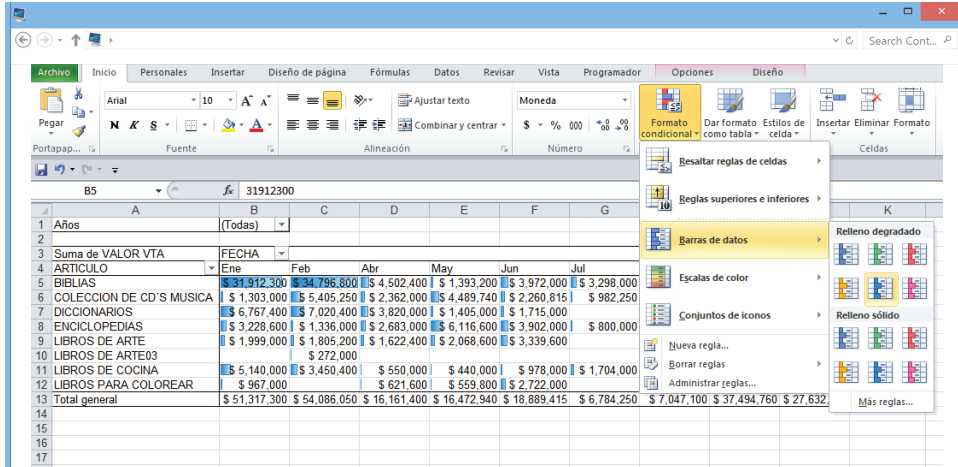 Search Cont...
Archivo Inicio Personales Insertar Diseño de página Fórmulas Datos Revisar Vista Programador Opciones Diseño
Pegar
Arial 10 A A
N K S A
Ajustar texto
Combinar y centrar
Moneda
$ % 000
Formato condicional
Dar formato como tabla
Estilos de celda
Insertar Eliminar Formato
Portapap... Fuente Alineación Número Celdas
B5 fx 31912300
A B C D E F G K
1 Años (Todas)
2
3 Suma de VALOR VTA FECHA
4 ARTICULO Ene Feb Abr May Jun Jul
5 BIBLIAS $ 31,912,300 $ 34,796,800 $ 4,502,400 $ 1,393,200 $ 3,972,000 $ 3,298,000
6 COLECCION DE CD´S MUSICA $ 1,303,000 $ 5,405,250 $ 2,362,000 $ 4,489,740 $ 2,260,815 $ 982,250
7 DICCIONARIOS $ 6,767,400 $ 7,020,400 $ 3,820,000 $ 1,405,000 $ 1,715,000
8 ENCICLOPEDIAS $ 3,228,600 $ 1,336,000 $ 2,683,000 $ 6,116,600 $ 3,902,000 $ 800,000
9 LIBROS DE ARTE $ 1,999,000 $ 1,805,200 $ 1,622,400 $ 2,068,600 $ 3,339,600
10 LIBROS DE ARTE03 $ 272,000
11 LIBROS DE COCINA $ 5,140,000 $ 3,450,400 $ 550,000 $ 440,000 $ 978,000 $ 1,704,000
12 LIBROS PARA COLOREAR $ 967,000 $ 621,600 $ 559,800 $ 2,722,000
13 Total general $ 51,317,300 $ 54,086,050 $ 16,161,400 $ 16,472,940 $ 18,889,415 $ 6,784,250 $ 7,047,100 $ 37,494,760 $ 27,632,
14
15
16
17
Resaltar reglas de celdas
Reglas superiores e inferiores
Barras de datos
Escalas de color
Conjuntos de iconos
Nueva regla...
Borrar reglas
Administrar reglas...
Relleno degradado
Relleno sólido
Más reglas...